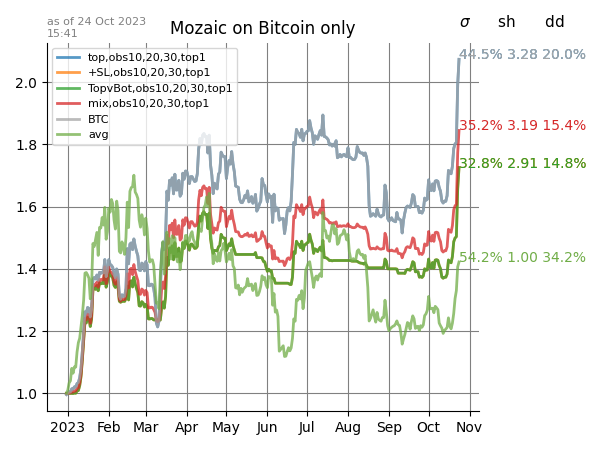 as of 24 Oct 2023
15:41
Mozaic on Bitcoin only
σ sh dd
top,obs10,20,30,top1
+SL,obs10,20,30,top1
TopvBot,obs10,20,30,top1
mix,obs10,20,30,top1
BTC
avg
44.5% 3.28 20.0%
35.2% 3.19 15.4%
32.8% 2.91 14.8%
54.2% 1.00 34.2%
2.0
1.8
1.6
1.4
1.2
1.0
2023 Feb Mar Apr May Jun Jul Aug Sep Oct Nov